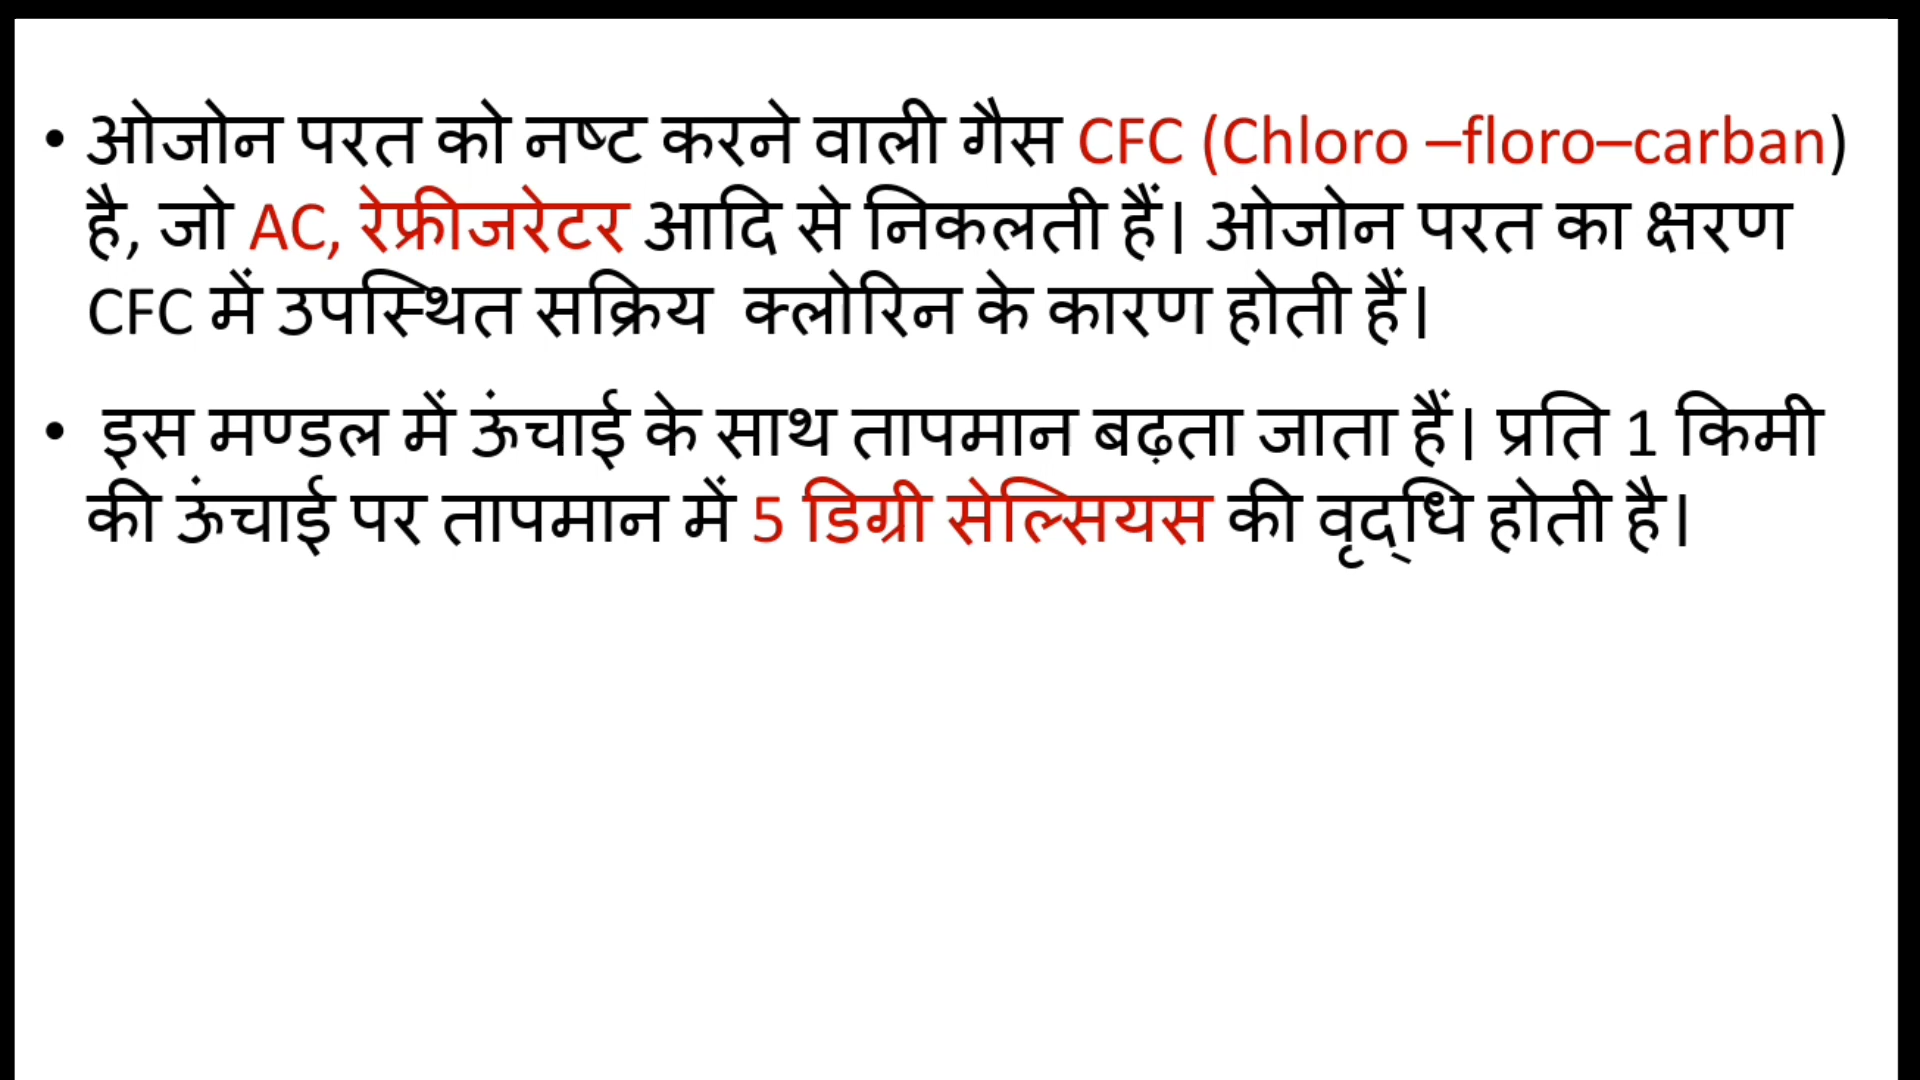 • ओजोन परत को नष्ट करने वाली गैस CFC (Chloro –floro–carban)
है, जो AC, रेफ्रीजरेटर आदि से निकलती हैं। ओजोन परत का क्षरण
CFC में उपस्थित सक्रिय क्लोरिन के कारण होती हैं।
• इस मण्डल में ऊंचाई के साथ तापमान बढ़ता जाता हैं। प्रति 1 किमी
की ऊंचाई पर तापमान में 5 डिग्री सेल्सियस की वृद्धि होती है।